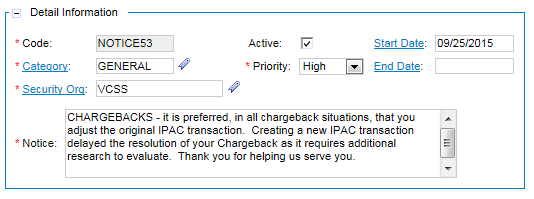 Detail Information
* Code: NOTICE53 Active: Start Date: 09/25/2015
* Category: GENERAL * Priority: High End Date:
* Security Org: VCSS
* Notice: CHARGEBACKS - it is preferred, in all chargeback situations, that you
adjust the original IPAC transaction.  Creating a new IPAC transaction
delayed the resolution of your Chargeback as it requires additional
research to evaluate.  Thank you for helping us serve you.